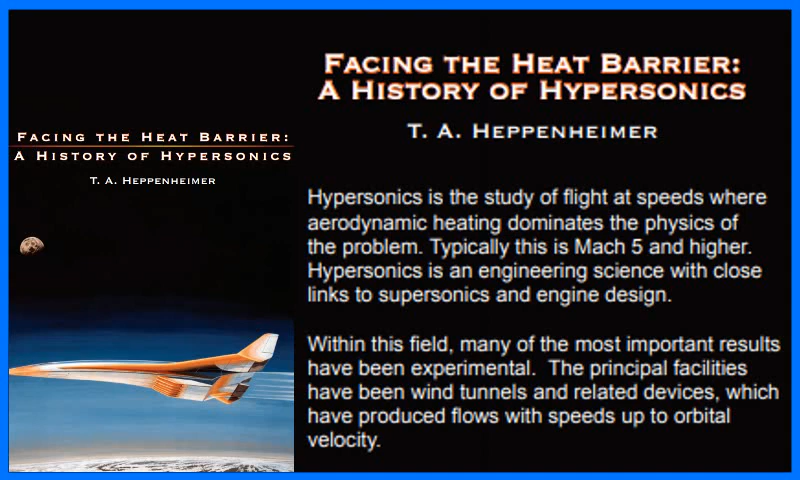 FACING THE HEAT BARRIER:
A HISTORY OF HYPERSONICS
T. A. HEPPENHEIMER
FACING THE HEAT BARRIER:
A HISTORY OF HYPERSONICS
T. A. HEPPENHEIMER
Hypersonics is the study of flight at speeds where
aerodynamic heating dominates the physics of
the problem. Typically this is Mach 5 and higher.
Hypersonics is an engineering science with close
links to supersonics and engine design.
Within this field, many of the most important results
have been experimental.  The principal facilities
have been wind tunnels and related devices, which
have produced flows with speeds up to orbital
velocity.